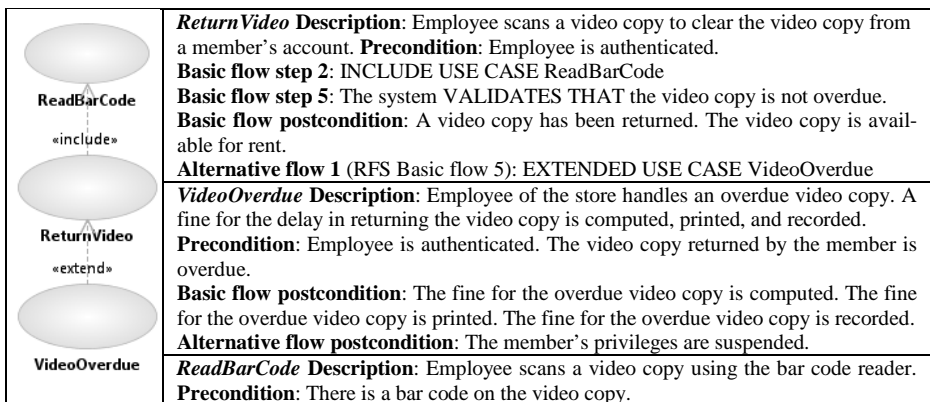 ReadBarCode
«include»
ReturnVideo
«extend»
VideoOverdue
ReturnVideo Description: Employee scans a video copy to clear the video copy from
a member's account. Precondition: Employee is authenticated.
Basic flow step 2: INCLUDE USE CASE ReadBarCode
Basic flow step 5: The system VALIDATES THAT the video copy is not overdue.
Basic flow postcondition: A video copy has been returned. The video copy is avail-
able for rent.
Alternative flow 1 (RFS Basic flow 5): EXTENDED USE CASE VideoOverdue
VideoOverdue Description: Employee of the store handles an overdue video copy. A
fine for the delay in returning the video copy is computed, printed, and recorded.
Precondition: Employee is authenticated. The video copy returned by the member is
overdue.
Basic flow postcondition: The fine for the overdue video copy is computed. The fine
for the overdue video copy is printed. The fine for the overdue video copy is recorded.
Alternative flow postcondition: The member's privileges are suspended.
ReadBarCode Description: Employee scans a video copy using the bar code reader.
Precondition: There is a bar code on the video copy.